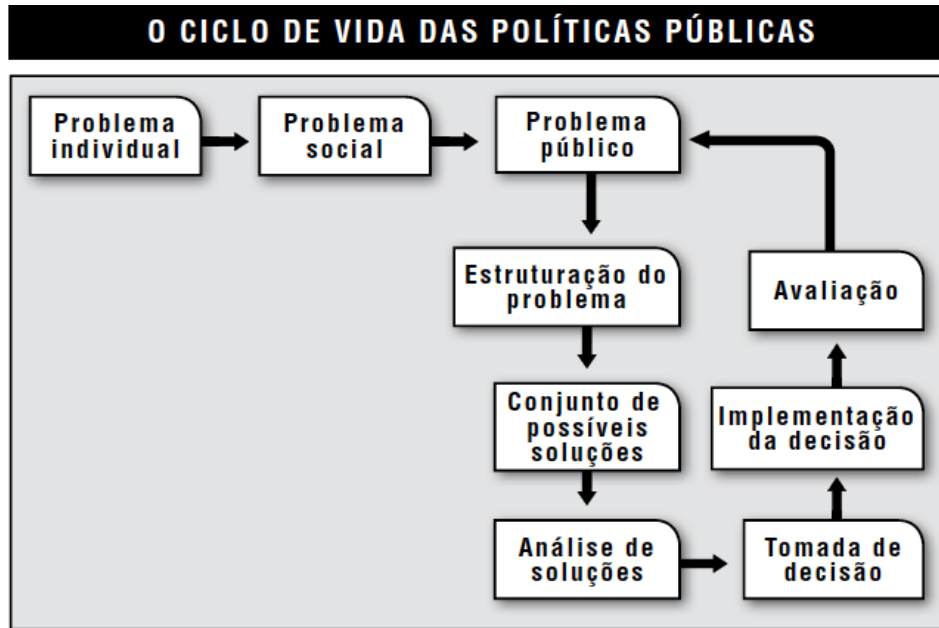 O CICLO DE VIDA DAS POLÍTICAS PÚBLICAS
Problema
individual
Problema
social
Problema
público
Estruturação do
problema
Conjunto de
possíveis
soluções
Análise de
soluções
Tomada de
decisão
Implementação
da decisão
Avaliação